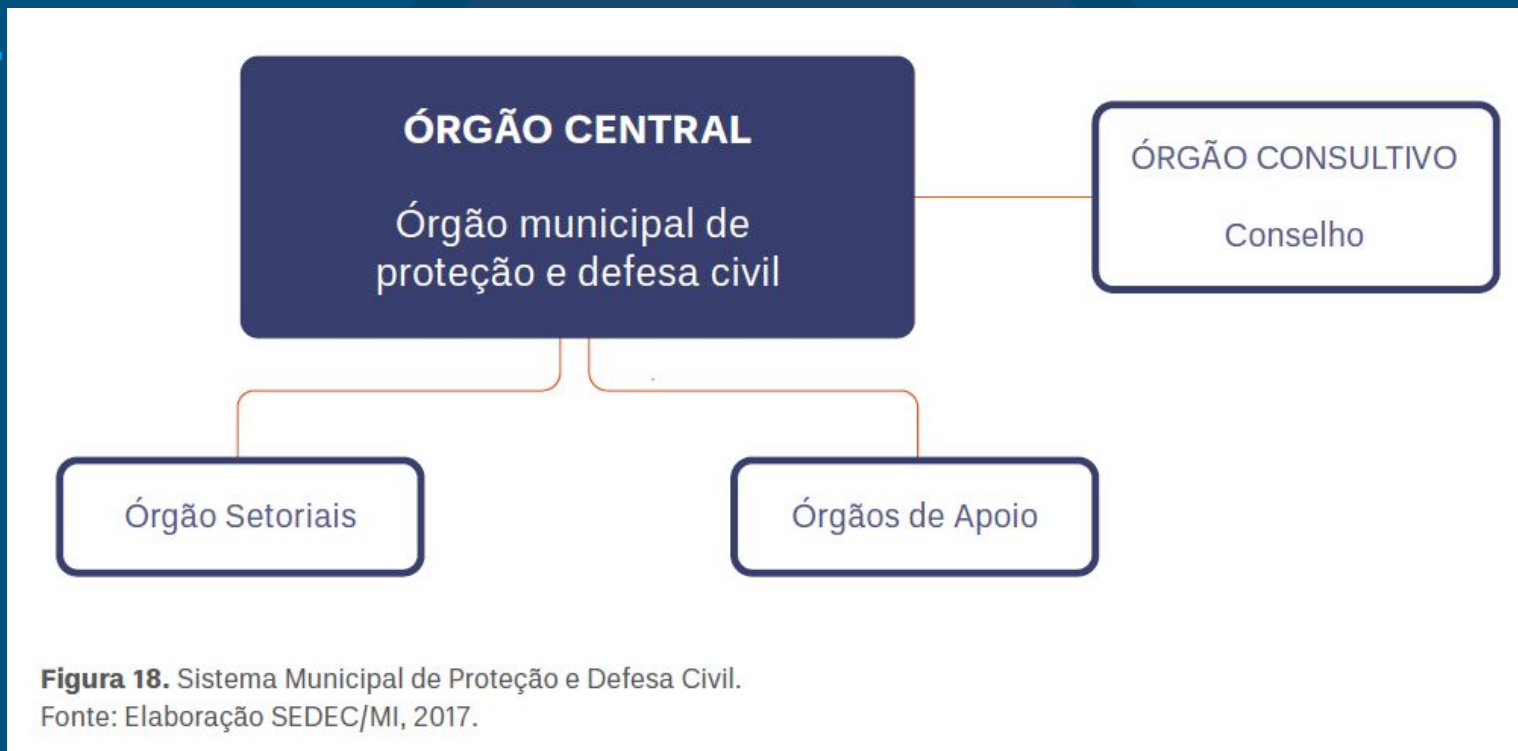 ÓRGÃO CENTRAL
Órgão municipal de
proteção e defesa civil
ÓRGÃO CONSULTIVO
Conselho
Órgão Setoriais
Órgãos de Apoio
Figura 18. Sistema Municipal de Proteção e Defesa Civil.
Fonte: Elaboração SEDEC/MI, 2017.